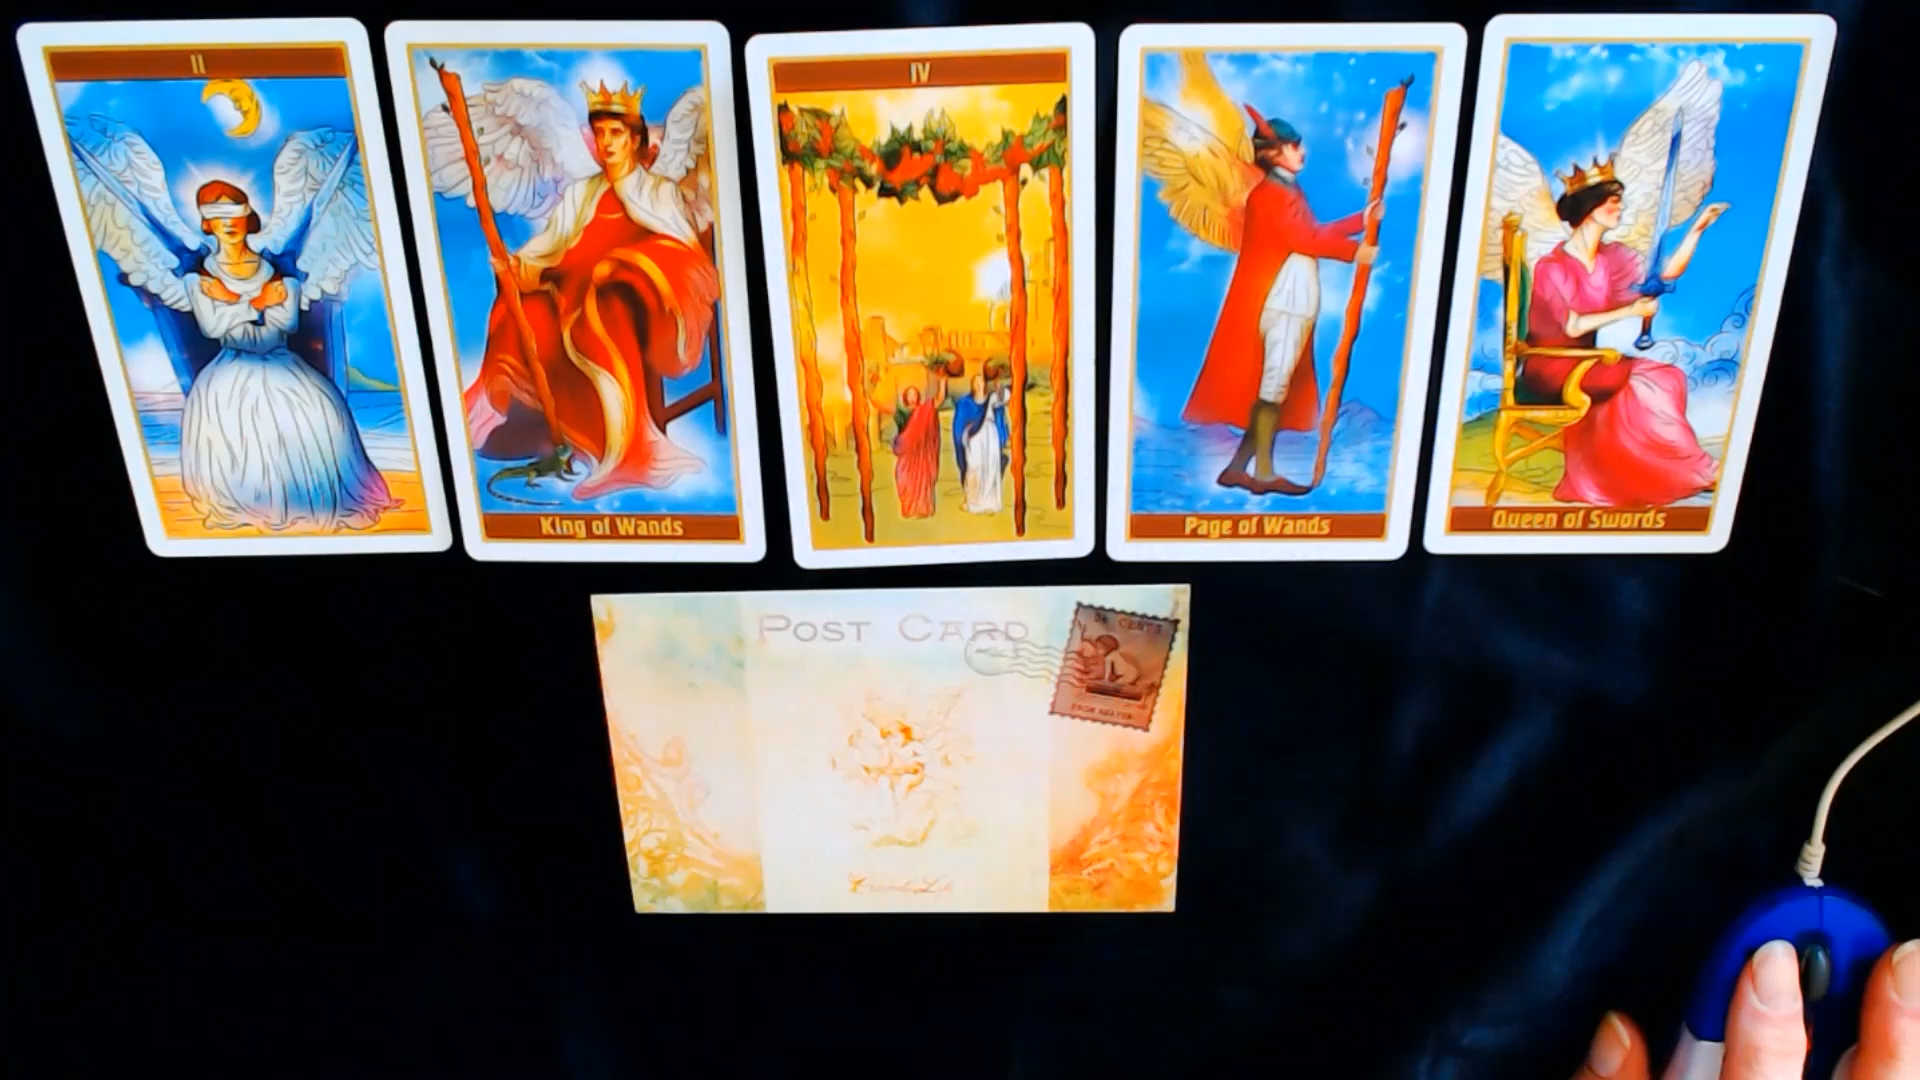 II
IV
King of Wands
Page of Wands
Queen of Swords
POST CARD
CENTS